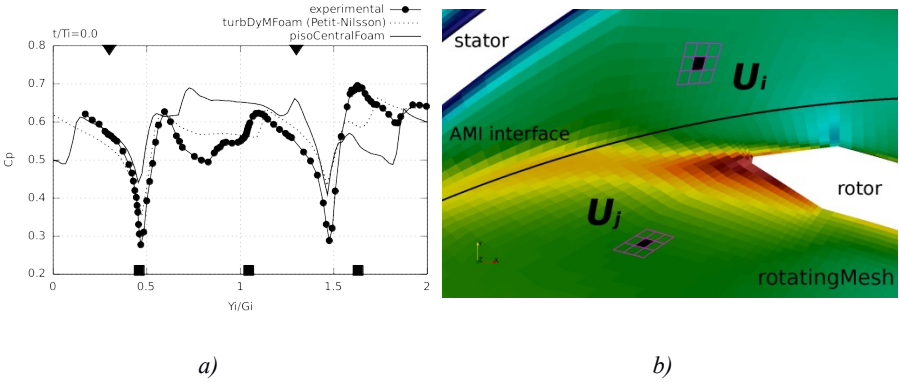 experimental
turbDyMFoam (Petit-Nilsson)
pisoCentralFoam
t/Ti=0.0
0.8
0.7
0.6
0.5
0.4
0.3
0.2
Cp
0 0.5 1 1.5 2
Yi/Gi
a)
stator
Ui
AMI interface
rotor
Uj
rotatingMesh
b)